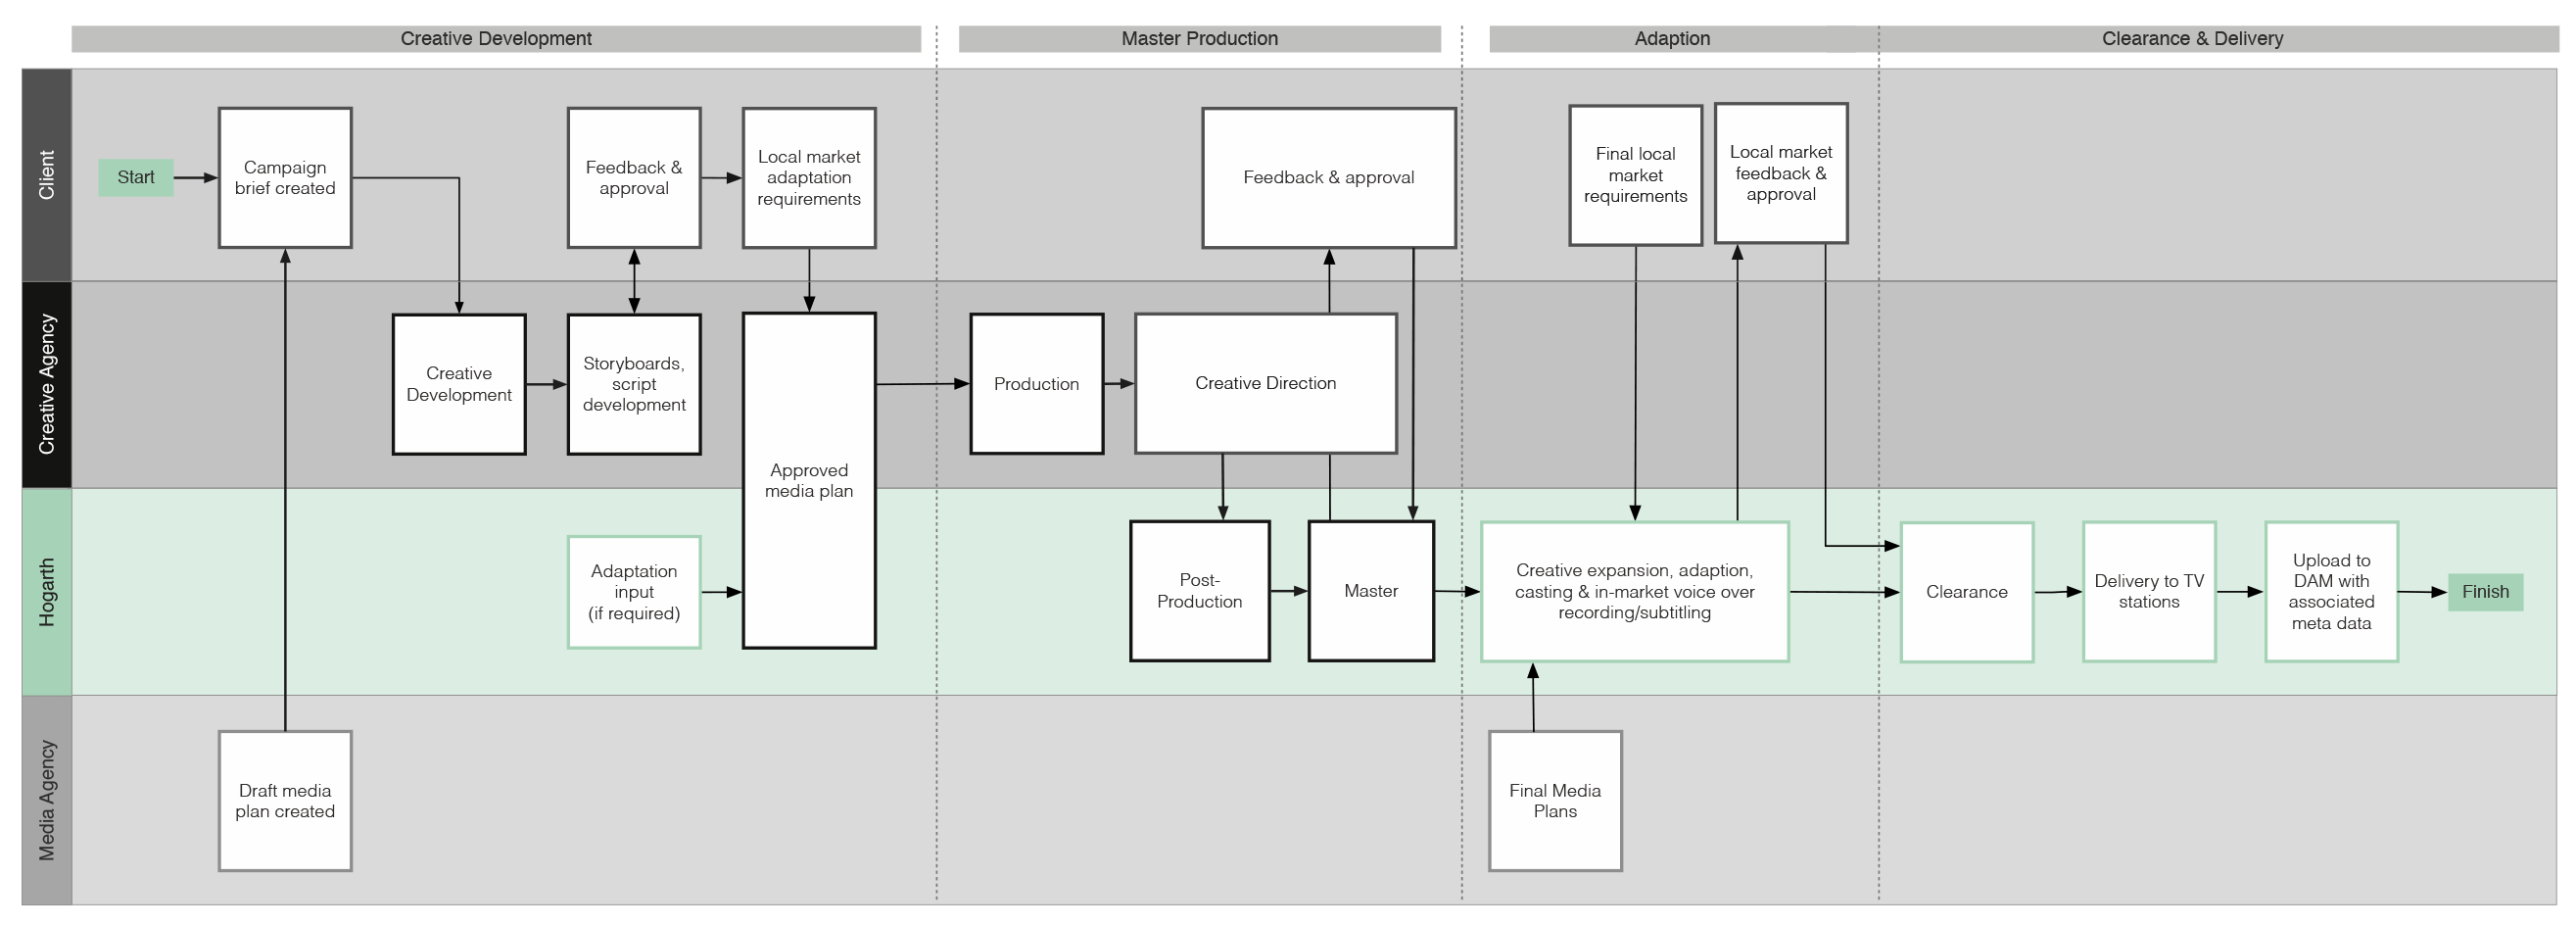 Creative Development
Master Production
Adaption
Clearance & Delivery
Client
Start
Campaign
brief created
Feedback &
approval
Local market
adaptation
requirements
Feedback & approval
Final local
market
requirements
Local market
feedback &
approval
Creative Agency
Creative
Development
Storyboards,
script
development
Approved
media plan
Production
Creative Direction
Hogarth
Adaptation
input
(if required)
Post-
Production
Master
Creative expansion, adaption,
casting & in-market voice over
recording/subtitling
Clearance
Delivery to TV
stations
Upload to
DAM with
associated
meta data
Finish
Media Agency
Draft media
plan created
Final Media
Plans